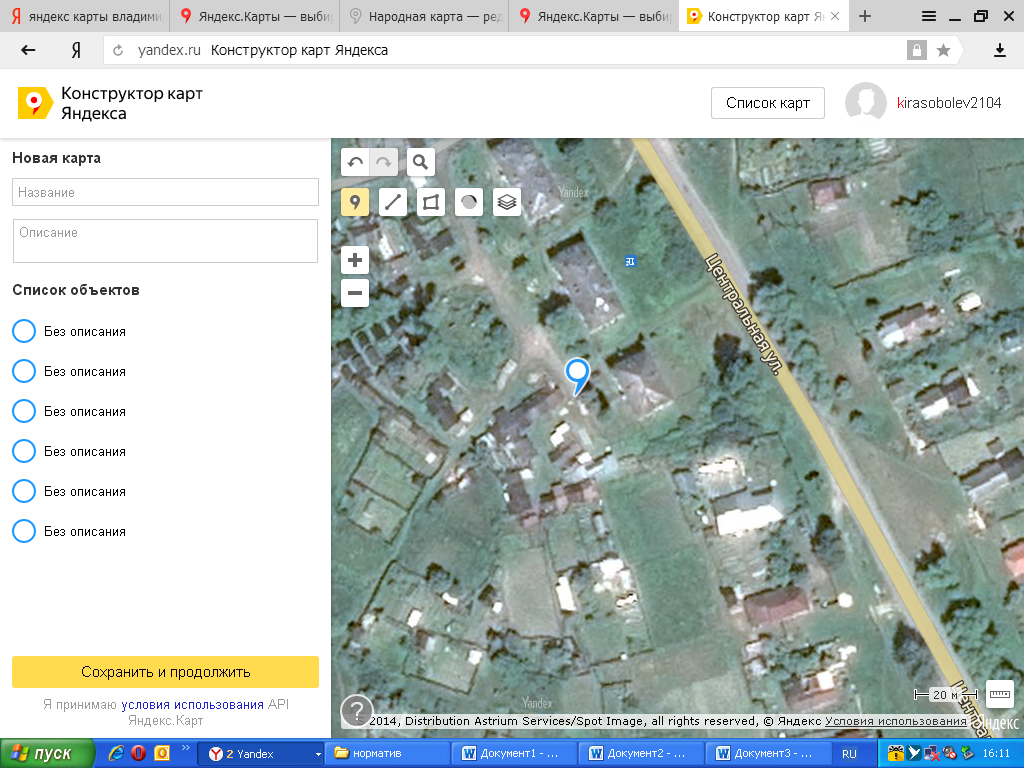 яндекс карты владими
Яндекс.Карты — выби
Народная карта — ред
Яндекс.Карты — выби
Конструктор карт Я
yandex.ru Конструктор карт Яндекса
Конструктор карт
Яндекса
Список карт
kirasobolev2104
Новая карта
Название
Описание
Список объектов
Без описания
Без описания
Без описания
Без описания
Без описания
Без описания
Сохранить и продолжить
Я принимаю условия использования API
Яндекс.Карт
Yandex
Центральная ул.
Yandex
20 м
Центра
2014, Distribution Astrium Services/Spot Image, all rights reserved, © Яндекс Условия использования
Яндекс
пуск
2 Yandex
норматив
Документ1 - ...
Документ2 - ...
Документ3 - ...
RU
16:11